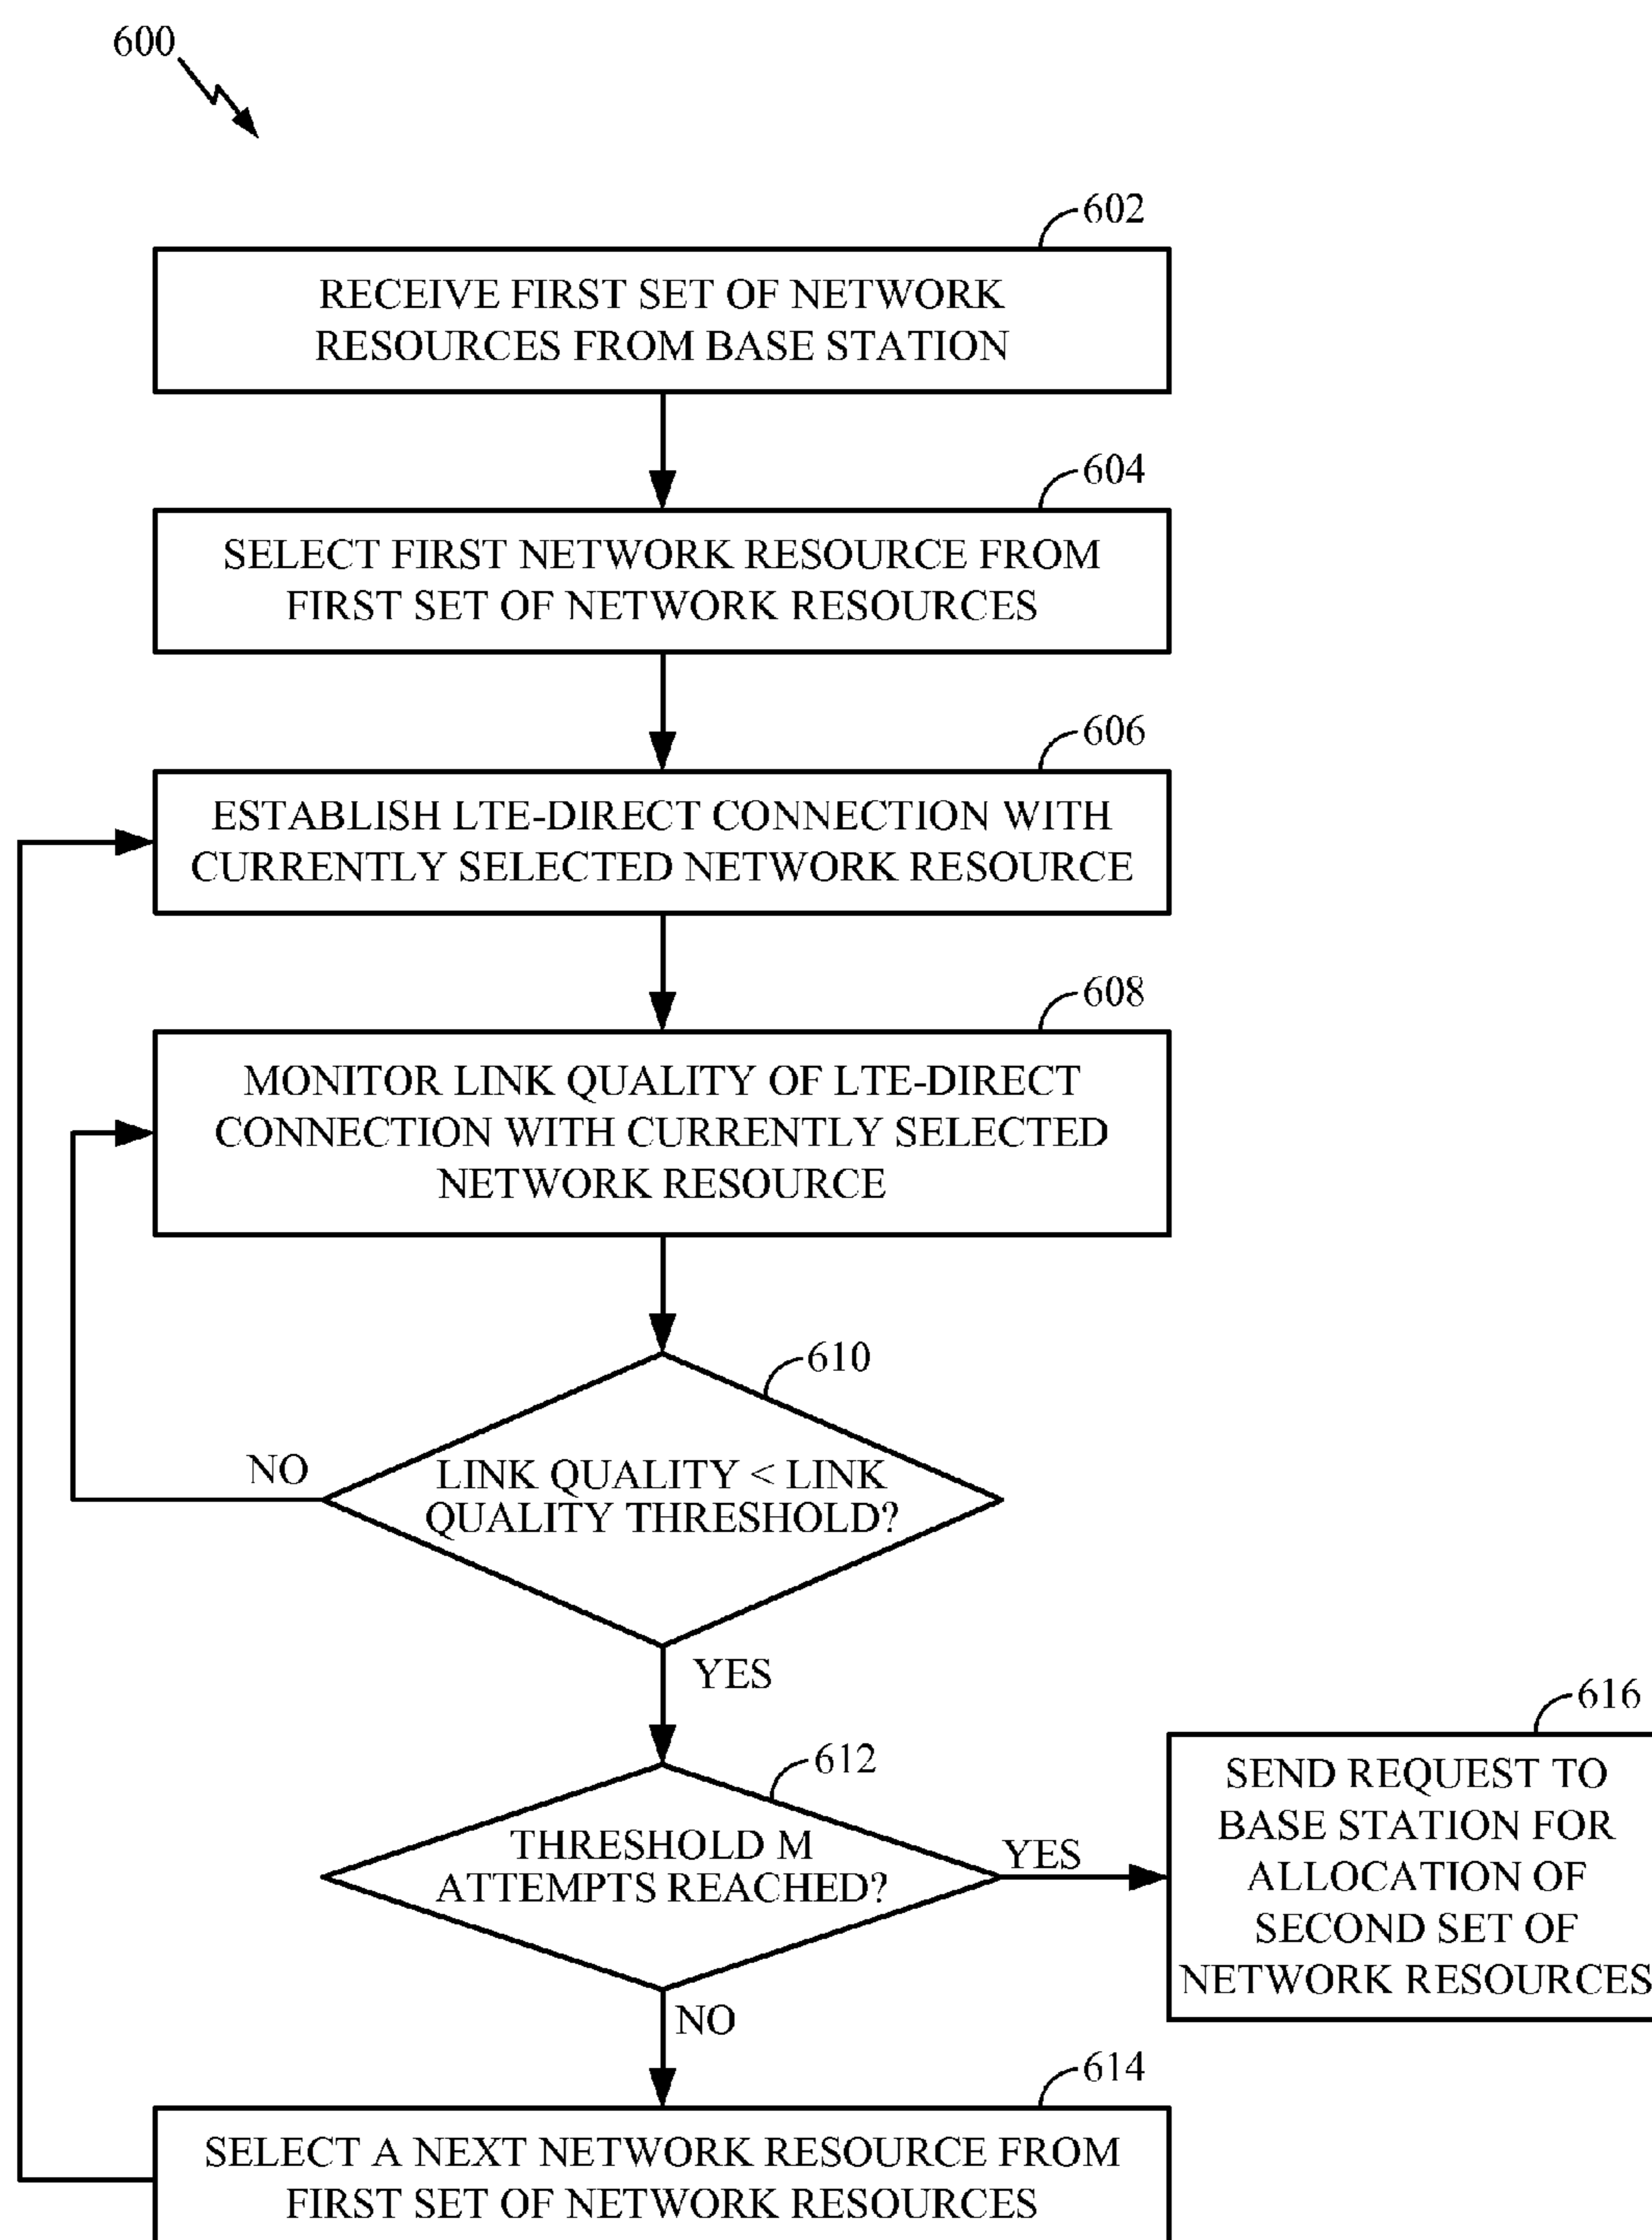 600
602
RECEIVE FIRST SET OF NETWORK
RESOURCES FROM BASE STATION
604
SELECT FIRST NETWORK RESOURCE FROM
FIRST SET OF NETWORK RESOURCES
606
ESTABLISH LTE-DIRECT CONNECTION WITH
CURRENTLY SELECTED NETWORK RESOURCE
608
MONITOR LINK QUALITY OF LTE-DIRECT
CONNECTION WITH CURRENTLY SELECTED
NETWORK RESOURCE
610
LINK QUALITY < LINK
QUALITY THRESHOLD?
NO
YES
612
THRESHOLD M
ATTEMPTS REACHED?
YES
616
SEND REQUEST TO
BASE STATION FOR
ALLOCATION OF
SECOND SET OF
NETWORK RESOURCES
NO
614
SELECT A NEXT NETWORK RESOURCE FROM
FIRST SET OF NETWORK RESOURCES